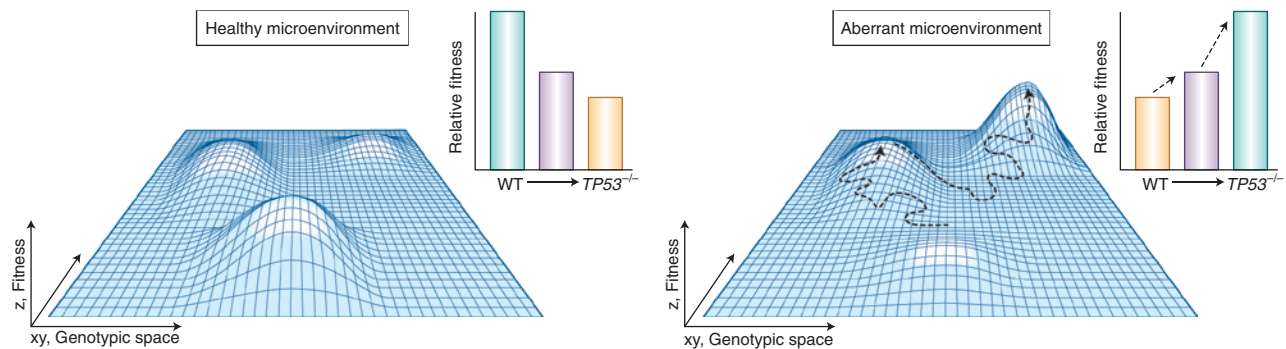 Healthy microenvironment
Relative fitness
WT → TP53⁻/⁻
z, Fitness
xy, Genotypic space
Aberrant microenvironment
Relative fitness
WT → TP53⁻/⁻
z, Fitness
xy, Genotypic space